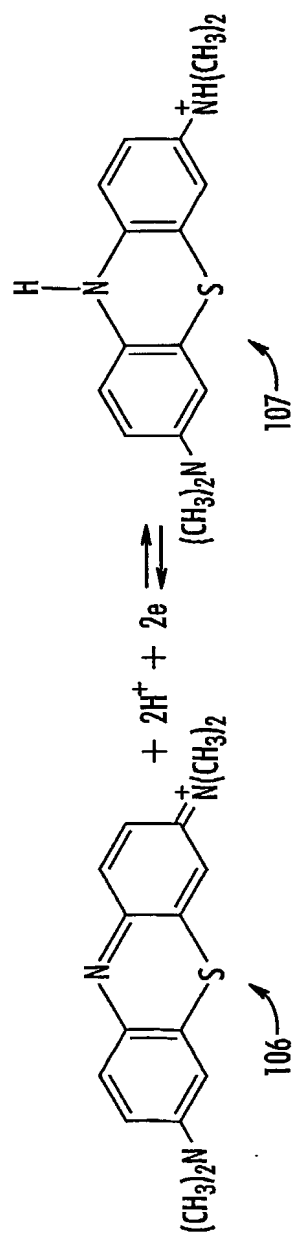 N
(CH3)2N
S
+
N(CH3)2
106
+ 2H+ + 2e
H
N
(CH3)2N
S
+
NH(CH3)2
107